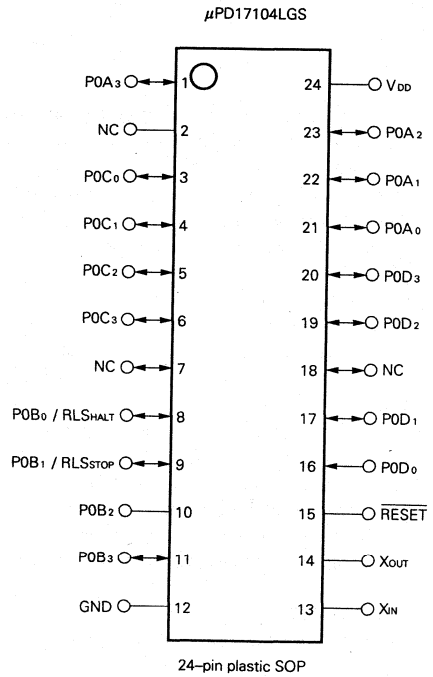 μPD17104LGS
P0A₃ 1 24 VDD
NC 2 23 P0A₂
P0C₀ 3 22 P0A₁
P0C₁ 4 21 P0A₀
P0C₂ 5 20 P0D₃
P0C₃ 6 19 P0D₂
NC 7 18 NC
P0B₀ / RLSHALT 8 17 P0D₁
P0B₁ / RLSSTOP 9 16 P0D₀
P0B₂ 10 15 RESET
P0B₃ 11 14 XOUT
GND 12 13 XIN
24-pin plastic SOP